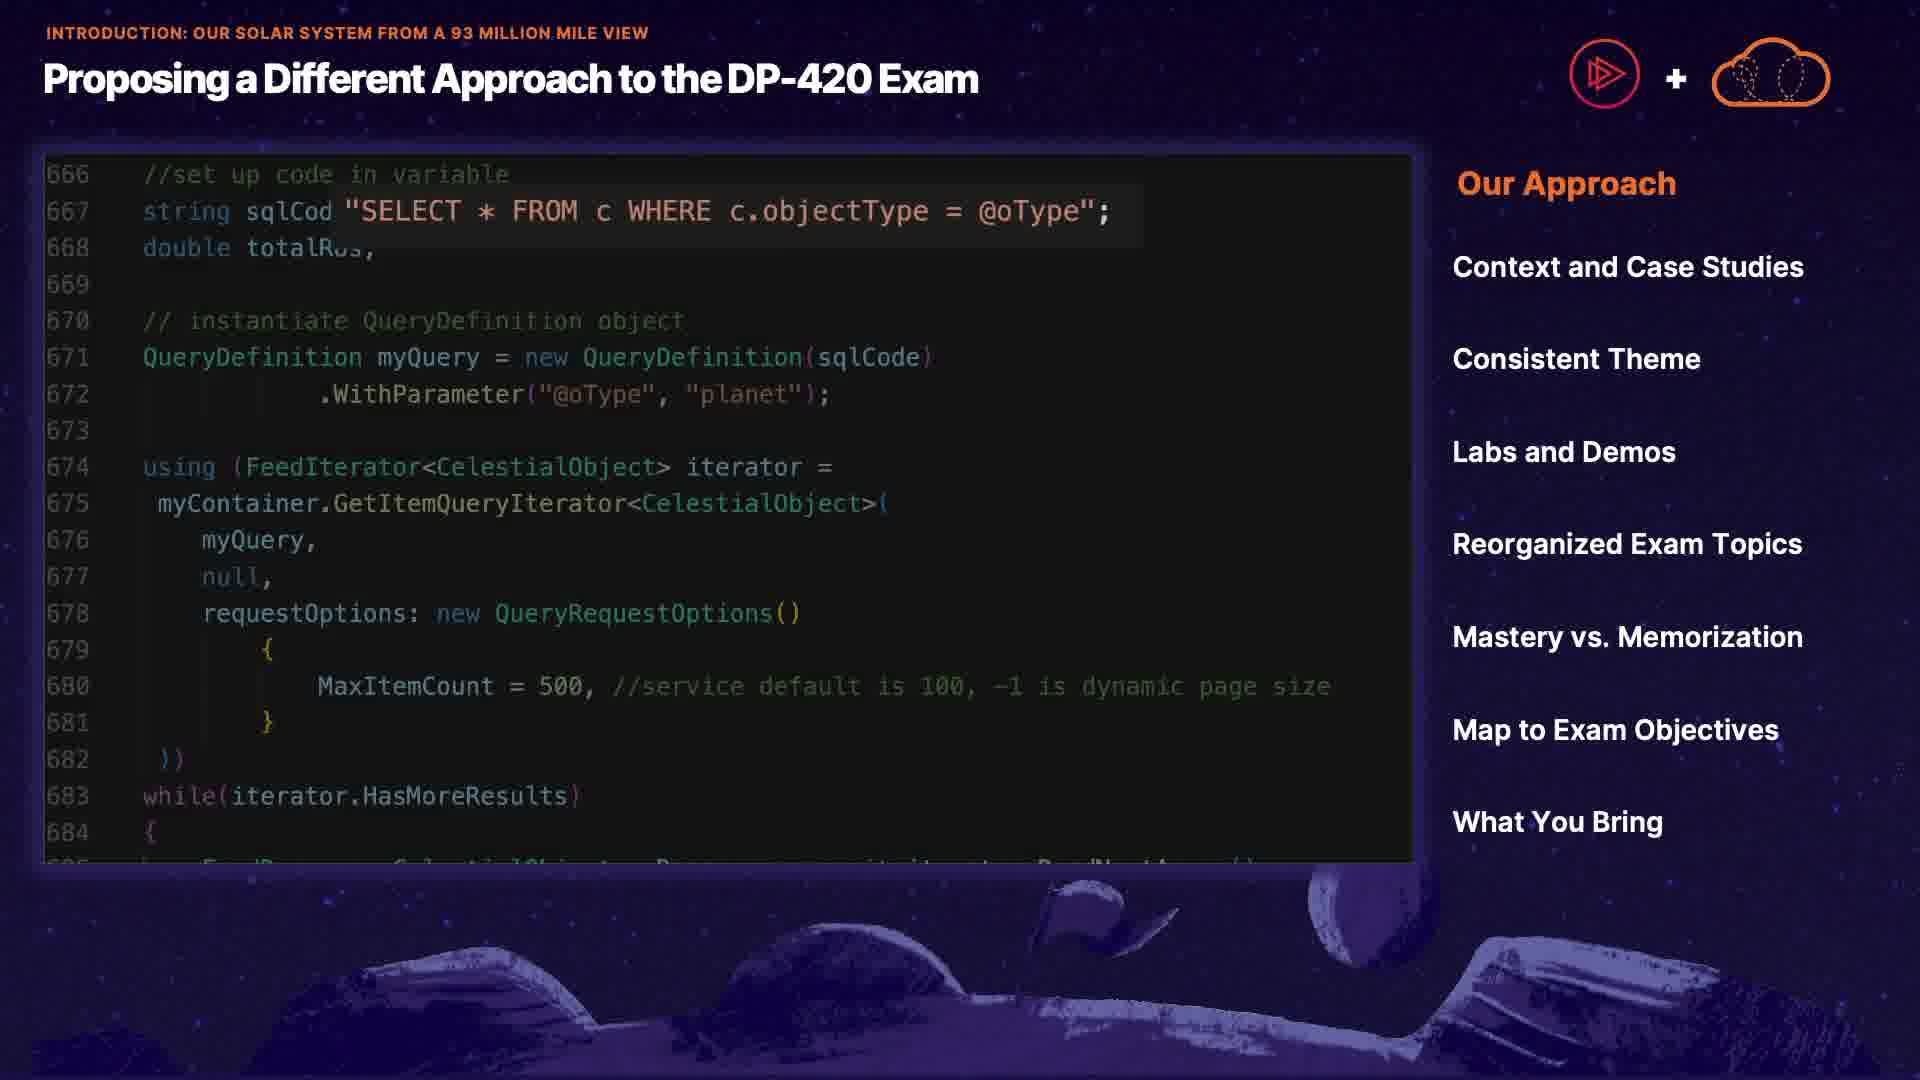 INTRODUCTION: OUR SOLAR SYSTEM FROM A 93 MILLION MILE VIEW
Proposing a Different Approach to the DP-420 Exam
+
666 //set up code in variable
667 string sqlCod "SELECT * FROM c WHERE c.objectType = @oType";
668 double totalRUs,
669
670 // instantiate QueryDefinition object
671 QueryDefinition myQuery = new QueryDefinition(sqlCode)
672 .WithParameter("@oType", "planet");
673
674 using (FeedIterator<CelestialObject> iterator =
675 myContainer.GetItemQueryIterator<CelestialObject>(
676 myQuery,
677 null,
678 requestOptions: new QueryRequestOptions()
679 {
680 MaxItemCount = 500, //service default is 100, -1 is dynamic page size
681 }
682 ))
683 while(iterator.HasMoreResults)
684 {
Our Approach
Context and Case Studies
Consistent Theme
Labs and Demos
Reorganized Exam Topics
Mastery vs. Memorization
Map to Exam Objectives
What You Bring